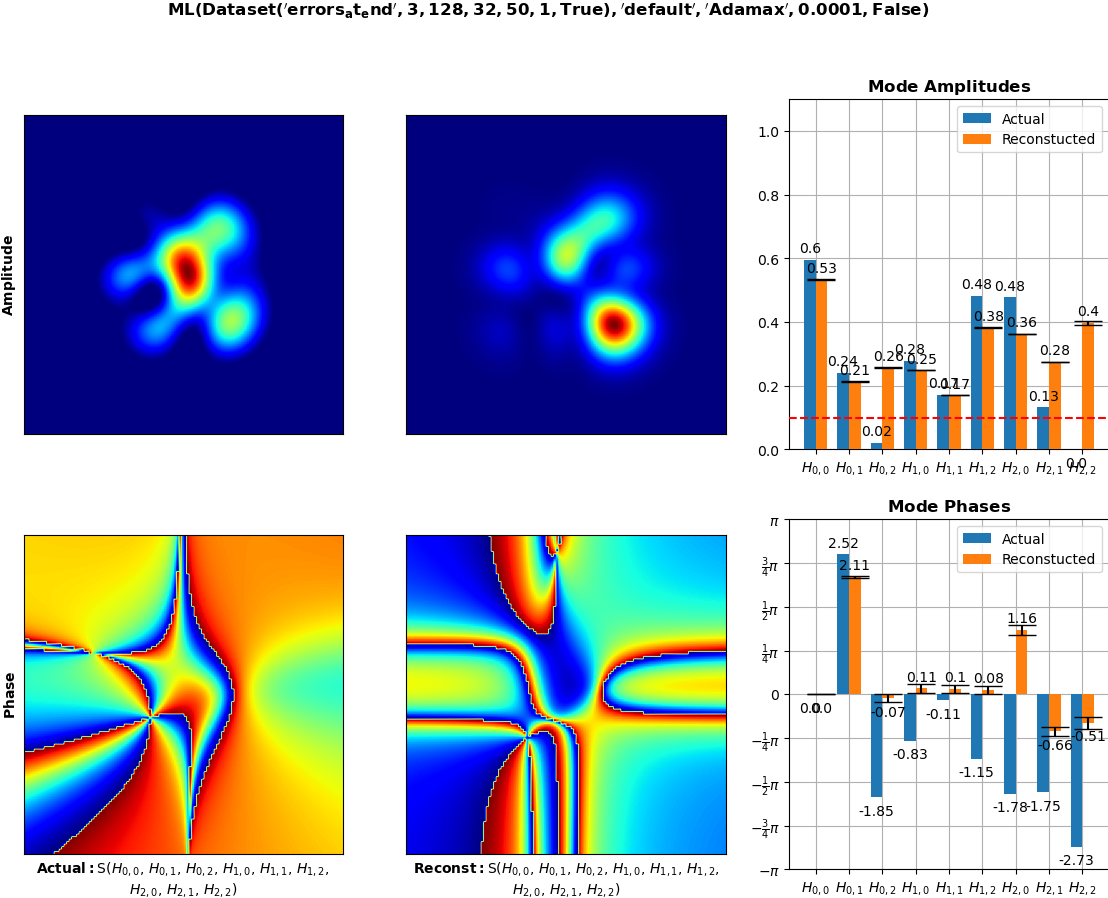 ML(Dataset('errors_at_end', 3, 128, 32, 50, 1, True), 'default', 'Adamax', 0.0001, False)
Amplitude
Mode Amplitudes
Actual
Reconstucted
1.0
0.8
0.6
0.4
0.2
0.0
0.6
0.53
0.24
0.21
0.02
0.26
0.28
0.25
0.17
0.17
0.48
0.38
0.48
0.36
0.13
0.28
0.0
0.4
H0,0 H0,1 H0,2 H1,0 H1,1 H1,2 H2,0 H2,1 H2,2
Phase
Mode Phases
Actual
Reconstucted
π
3/4π
1/2π
1/4π
0
−1/4π
−1/2π
−3/4π
−π
0.0
0.0
2.52
2.11
-1.85
-0.07
-0.83
0.11
-0.11
0.1
-1.15
0.08
-1.78
1.16
-1.75
-0.66
-2.73
-0.51
H0,0 H0,1 H0,2 H1,0 H1,1 H1,2 H2,0 H2,1 H2,2
Actual: S(H0,0, H0,1, H0,2, H1,0, H1,1, H1,2,
H2,0, H2,1, H2,2)
Reconst: S(H0,0, H0,1, H0,2, H1,0, H1,1, H1,2,
H2,0, H2,1, H2,2)